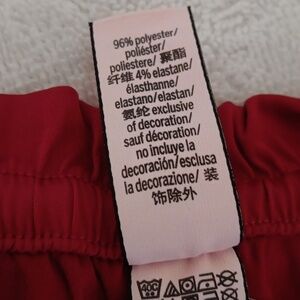 96% polyester/
poliéster/
poliestere/ 聚酯
纤维 4% elastane/
élasthanne/
elastano/elastan/
氨纶 exclusive
of decoration/
sauf décoration/
no incluye la
decoración/esclusa
la decorazione/ 装
饰除外
40C